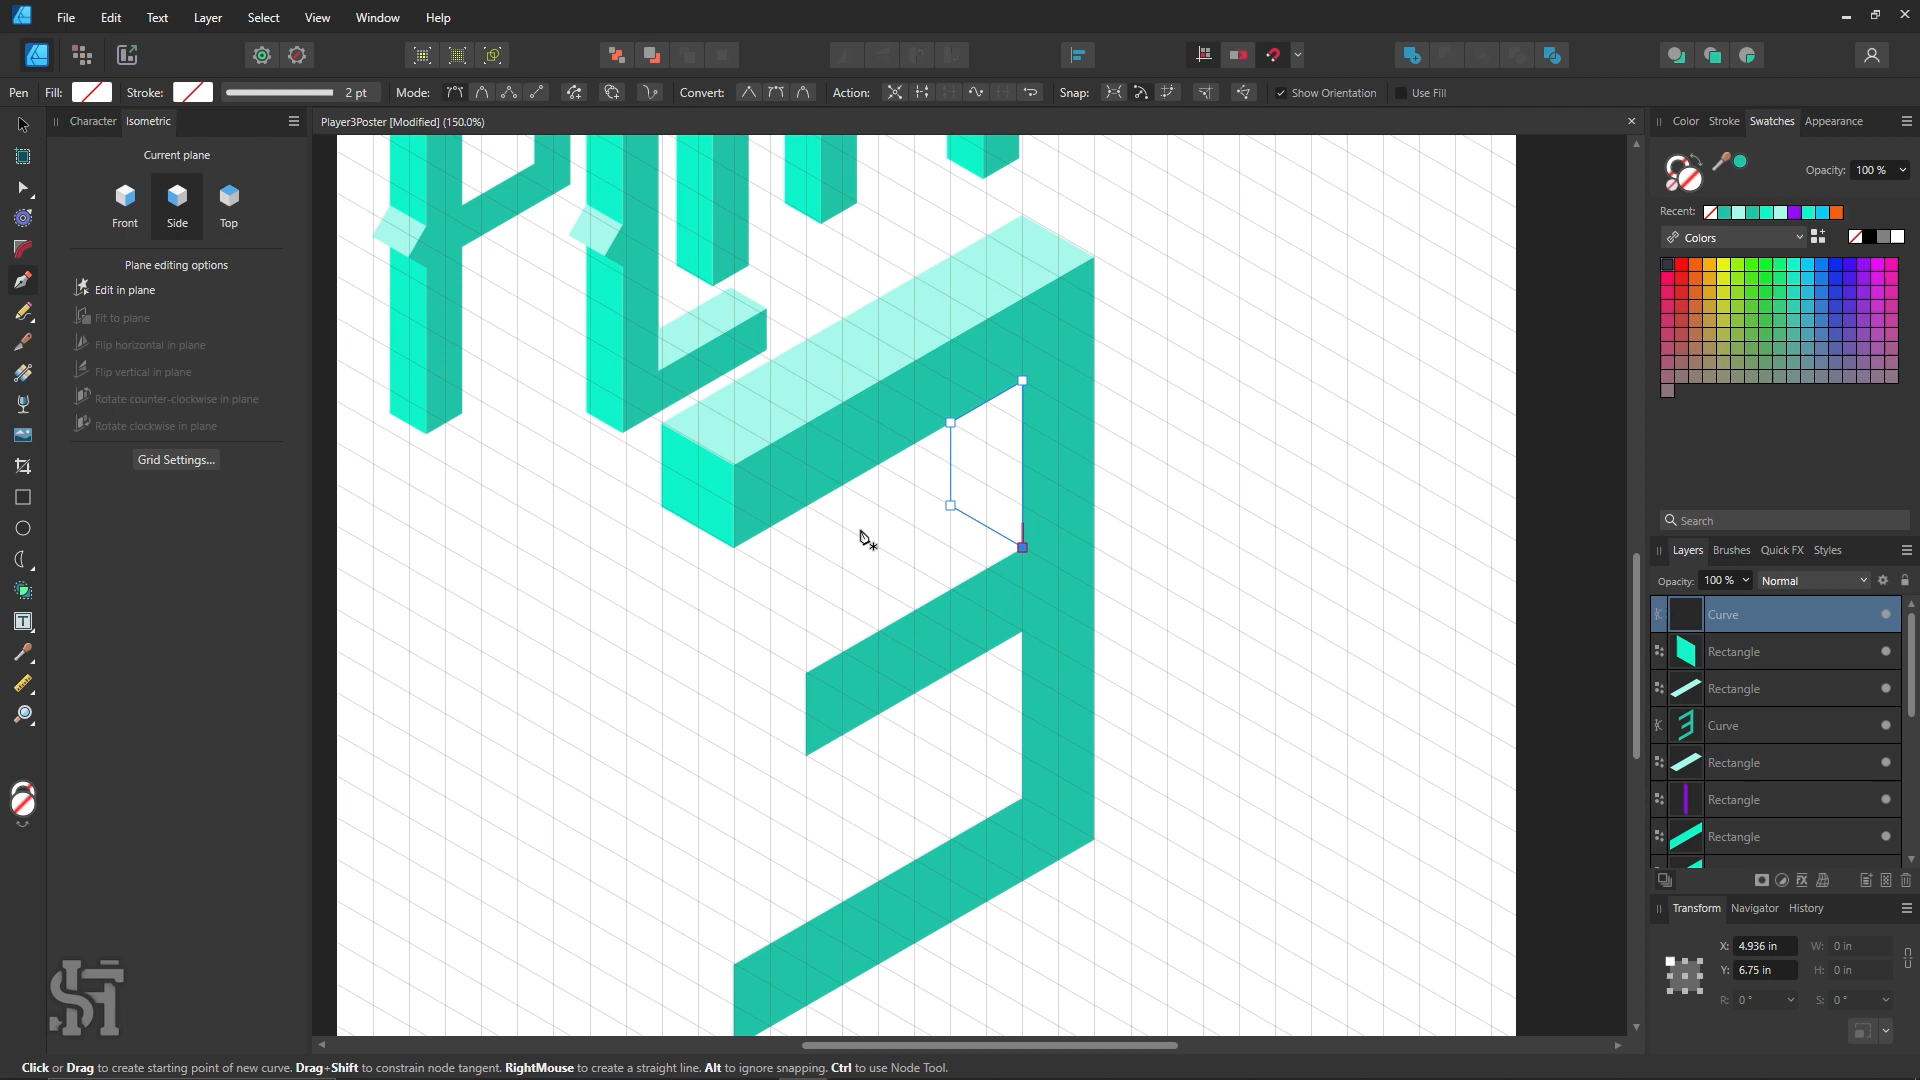 File Edit Text Layer Select View Window Help
Pen Fill: Stroke: 2 pt Mode: Convert: Action: Snap: Show Orientation Use Fill
Character Isometric
Player3Poster [Modified] (150.0%)
Color Stroke Swatches Appearance
Current plane
Front Side Top
Plane editing options
Edit in plane
Fit to plane
Flip horizontal in plane
Flip vertical in plane
Rotate counter-clockwise in plane
Rotate clockwise in plane
Grid Settings...
Opacity: 100 %
Recent:
Colors
Search
Layers Brushes Quick FX Styles
Opacity: 100 % Normal
Curve
Rectangle
Rectangle
Curve
Rectangle
Rectangle
Rectangle
Transform Navigator History
X: 4.936 in W: 0 in
Y: 6.75 in H: 0 in
R: 0 ° S: 0 °
Click or Drag to create starting point of new curve. Drag+Shift to constrain node tangent. RightMouse to create a straight line. Alt to ignore snapping. Ctrl to use Node Tool.